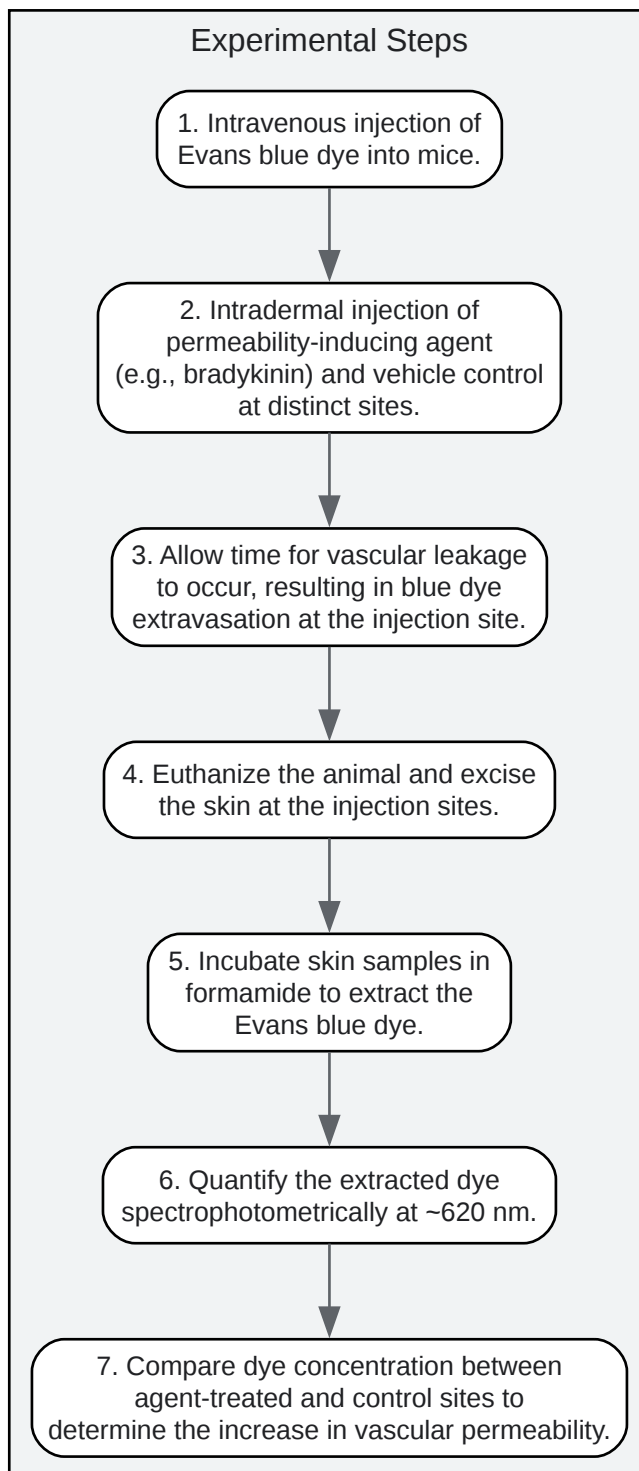 Experimental Steps
1. Intravenous injection of
Evans blue dye into mice.
2. Intradermal injection of
permeability-inducing agent
(e.g., bradykinin) and vehicle control
at distinct sites.
3. Allow time for vascular leakage
to occur, resulting in blue dye
extravasation at the injection site.
4. Euthanize the animal and excise
the skin at the injection sites.
5. Incubate skin samples in
formamide to extract the
Evans blue dye.
6. Quantify the extracted dye
spectrophotometrically at ~620 nm.
7. Compare dye concentration between
agent-treated and control sites to
determine the increase in vascular permeability.